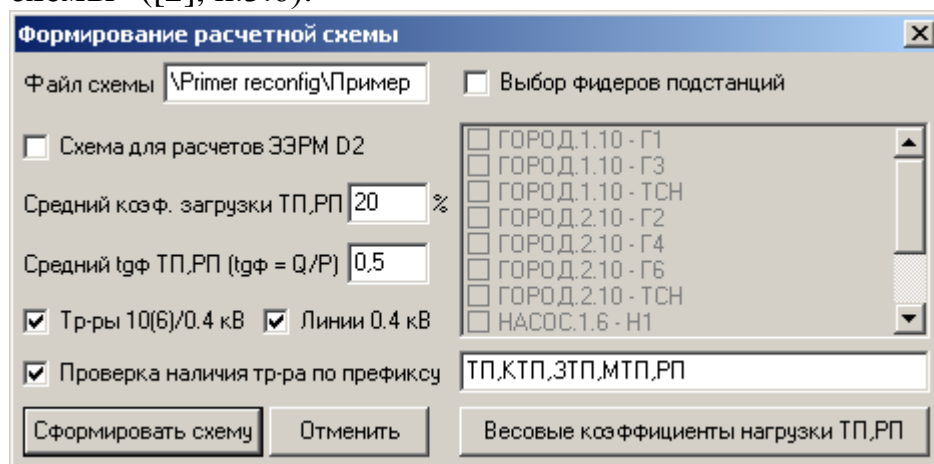 Формирование расчетной схемы
Файл схемы \Primer reconfig\Пример
Выбор фидеров подстанций
Схема для расчетов ЭЭРМ D2
ГОРОД.1.10 - Г1
ГОРОД.1.10 - Г3
ГОРОД.1.10 - ТСН
Средний коэф. загрузки ТП,РП 20 %
ГОРОД.2.10 - Г2
ГОРОД.2.10 - Г4
Средний tgφ ТП,РП (tgφ = Q/P) 0,5
ГОРОД.2.10 - Г6
ГОРОД.2.10 - ТСН
Тр-ры 10(6)/0.4 кВ Линии 0.4 кВ
НАСОС.1.6 - Н1
Проверка наличия тр-ра по префиксу ТП,КТП,ЗТП,МТП,РП
Сформировать схему Отменить Весовые коэффициенты нагрузки ТП,РП